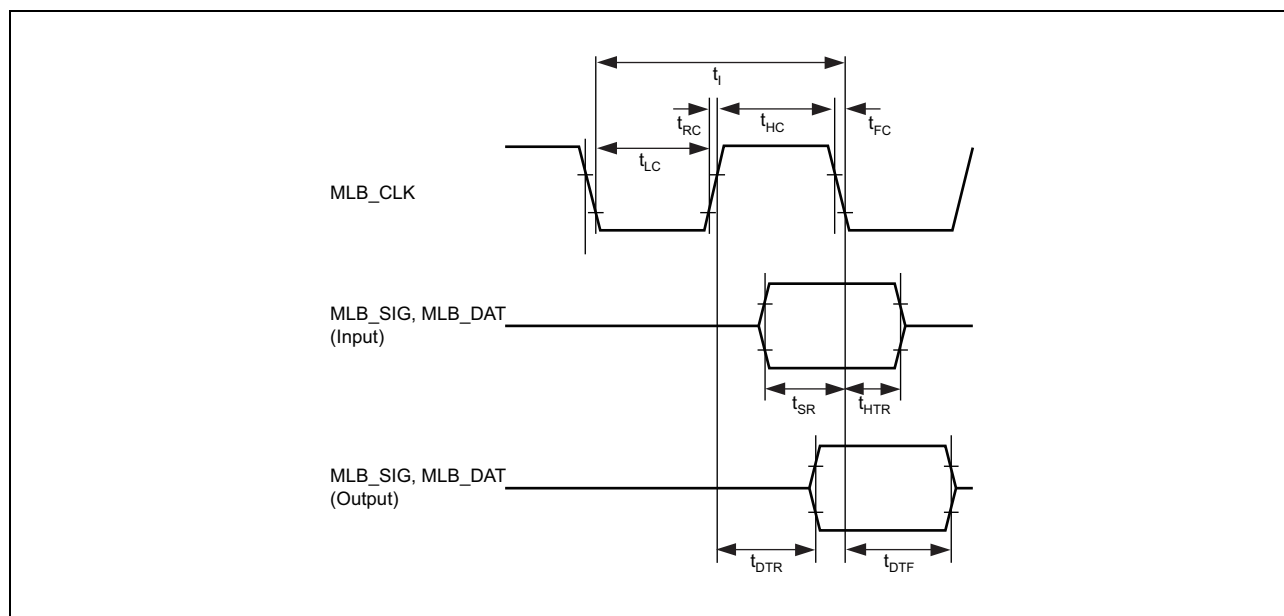 tI
tRC
tHC
tFC
tLC
MLB_CLK
MLB_SIG, MLB_DAT
(Input)
tSR
tHTR
MLB_SIG, MLB_DAT
(Output)
tDTR
tDTF